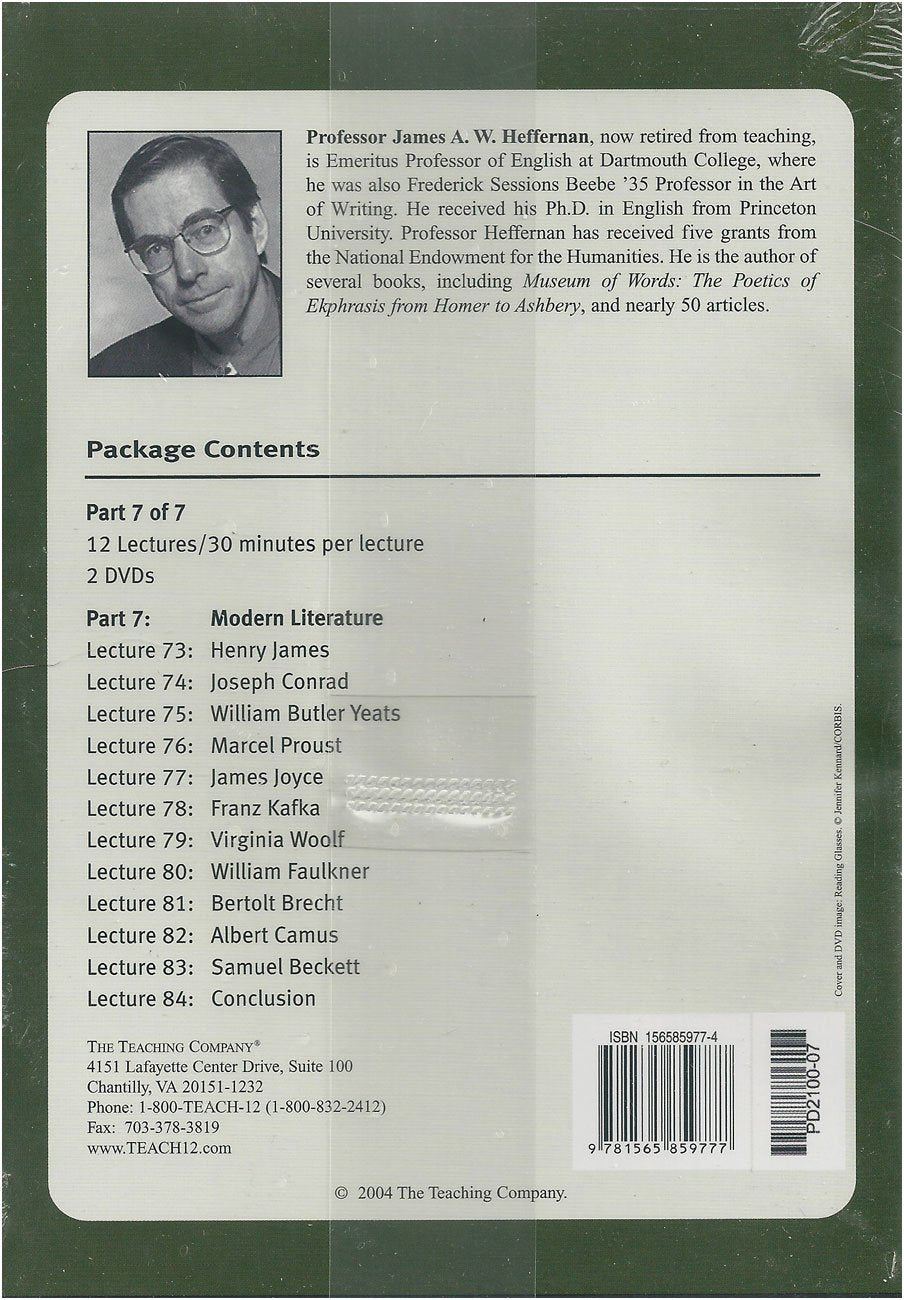 Professor James A. W. Heffernan, now retired from teaching,
is Emeritus Professor of English at Dartmouth College, where
he was also Frederick Sessions Beebe ’35 Professor in the Art
of Writing. He received his Ph.D. in English from Princeton
University. Professor Heffernan has received five grants from
the National Endowment for the Humanities. He is the author of
several books, including Museum of Words: The Poetics of
Ekphrasis from Homer to Ashbery, and nearly 50 articles.
Package Contents
Part 7 of 7
12 Lectures/30 minutes per lecture
2 DVDs
Part 7: Modern Literature
Lecture 73: Henry James
Lecture 74: Joseph Conrad
Lecture 75: William Butler Yeats
Lecture 76: Marcel Proust
Lecture 77: James Joyce
Lecture 78: Franz Kafka
Lecture 79: Virginia Woolf
Lecture 80: William Faulkner
Lecture 81: Bertolt Brecht
Lecture 82: Albert Camus
Lecture 83: Samuel Beckett
Lecture 84: Conclusion
THE TEACHING COMPANY®
4151 Lafayette Center Drive, Suite 100
Chantilly, VA 20151-1232
Phone: 1-800-TEACH-12 (1-800-832-2412)
Fax: 703-378-3819
www.TEACH12.com
© 2004 The Teaching Company.
Cover and DVD image: Reading Glasses. © Jennifer Kennard/CORBIS.
ISBN 156585977-4
9 781565 859777
PD2100-07